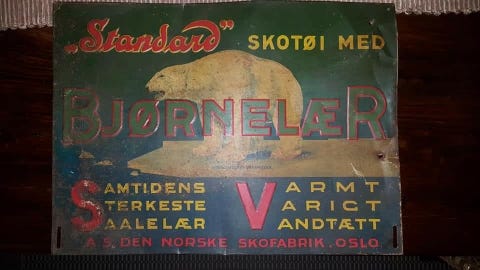 „Standard" SKOTØI MED
BJØRNELÆR
SAMTIDENS VARMT
STERKESTE VARIGT
SAALELÆR VANDTÆTT
A/S. DEN NORSKE SKOFABRIK, OSLO